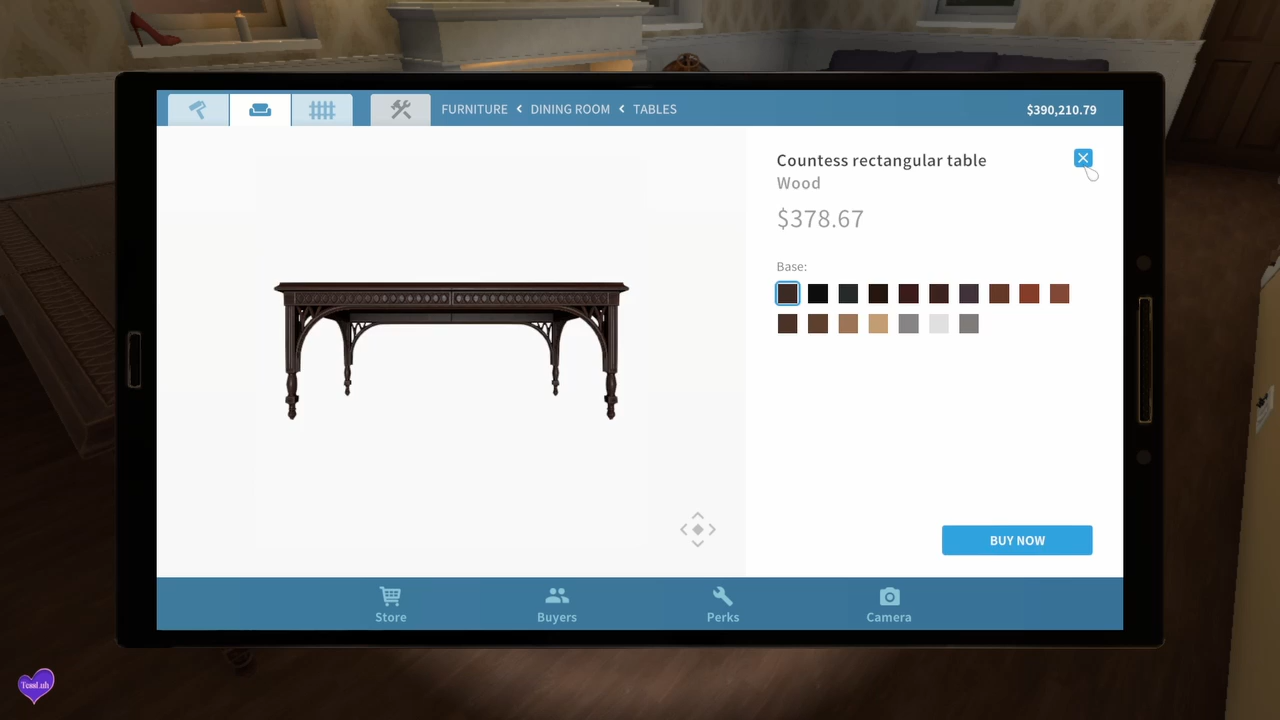 FURNITURE < DINING ROOM < TABLES
$390,210.79
Countess rectangular table
Wood
$378.67
Base:
BUY NOW
Store
Buyers
Perks
Camera